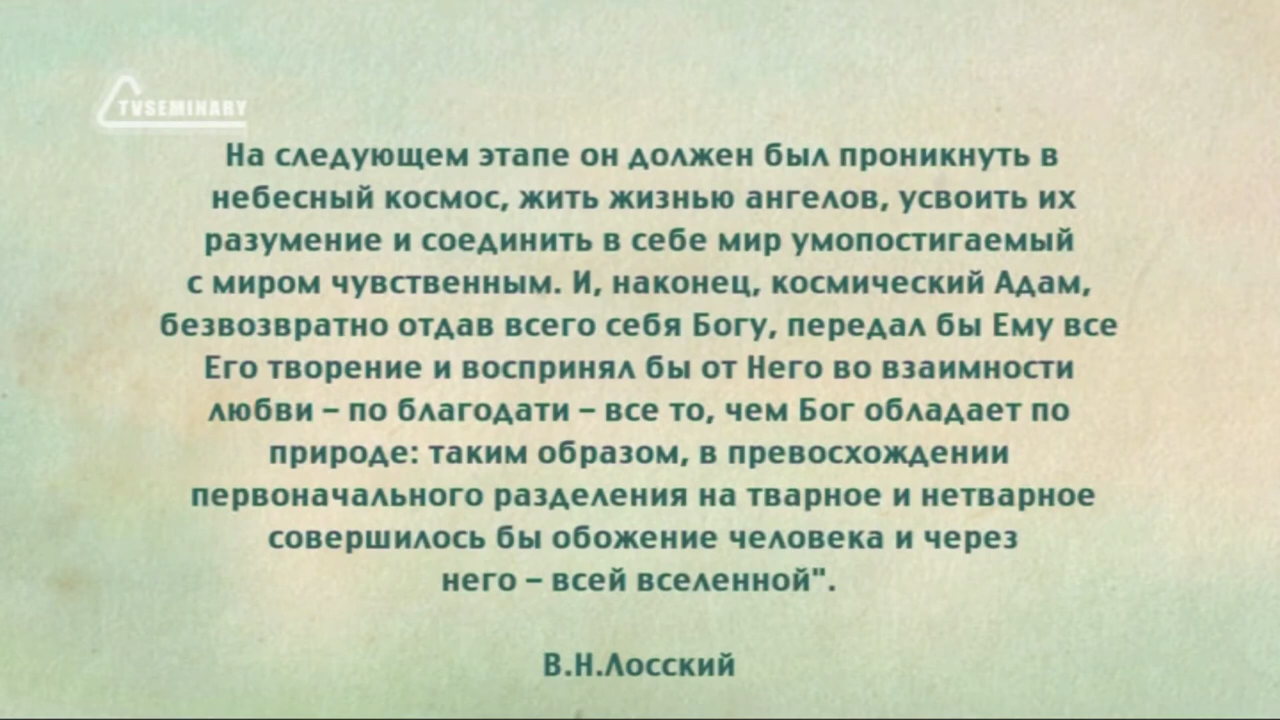 TVSEMINARY
На следующем этапе он должен был проникнуть в
небесный космос, жить жизнью ангелов, усвоить их
разумение и соединить в себе мир умопостигаемый
с миром чувственным. И, наконец, космический Адам,
безвозвратно отдав всего себя Богу, передал бы Ему все
Его творение и воспринял бы от Него во взаимности
любви – по благодати – все то, чем Бог обладает по
природе: таким образом, в превосхождении
первоначального разделения на тварное и нетварное
совершилось бы обожение человека и через
него – всей вселенной".
В.Н.Лосский